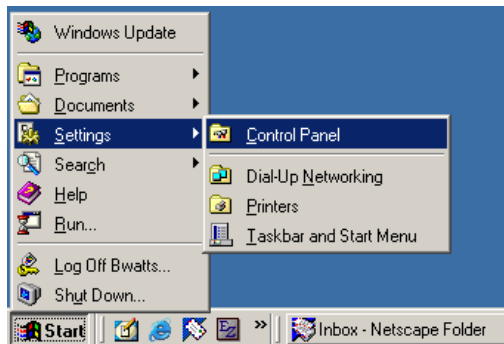 Windows Update
Programs
Documents
Settings
Search
Help
Run...
Log Off Bwatts...
Shut Down...
Control Panel
Dial-Up Networking
Printers
Taskbar and Start Menu
Start
EZ
»
Inbox - Netscape Folder